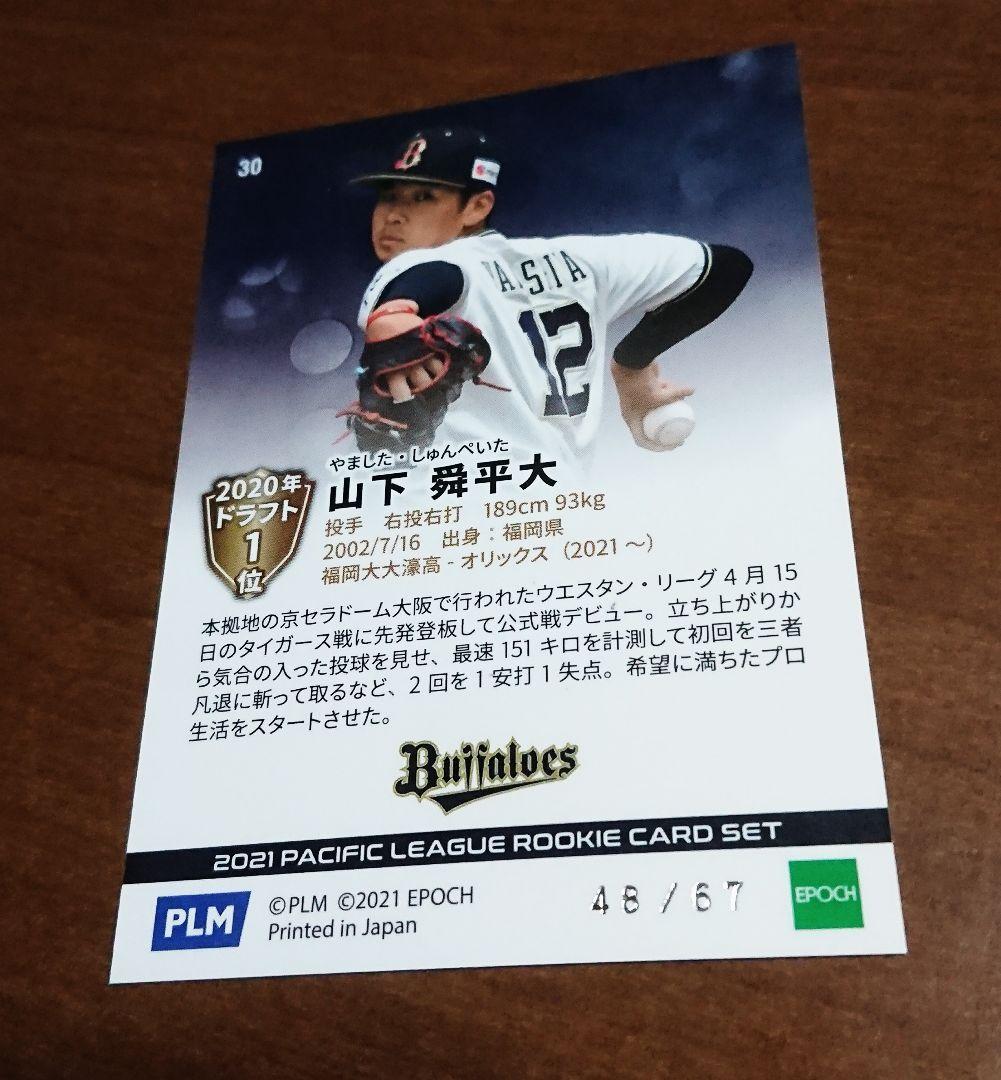 30
B
ASIA
12
やました・しゅんぺいた
山下 舜平大
2020年
ドラフト
1
位
投手 右投右打 189cm 93kg
2002/7/16 出身：福岡県
福岡大大濠高 - オリックス（2021 ～）
本拠地の京セラドーム大阪で行われたウエスタン・リーグ 4 月 15
日のタイガース戦に先発登板して公式戦デビュー。立ち上がりか
ら気合の入った投球を見せ、最速 151 キロを計測して初回を三者
凡退に斬って取るなど、2 回を 1 安打 1 失点。希望に満ちたプロ
生活をスタートさせた。
Buffaloes
2021 PACIFIC LEAGUE ROOKIE CARD SET
PLM
©PLM ©2021 EPOCH
Printed in Japan
48 / 67
EPOCH